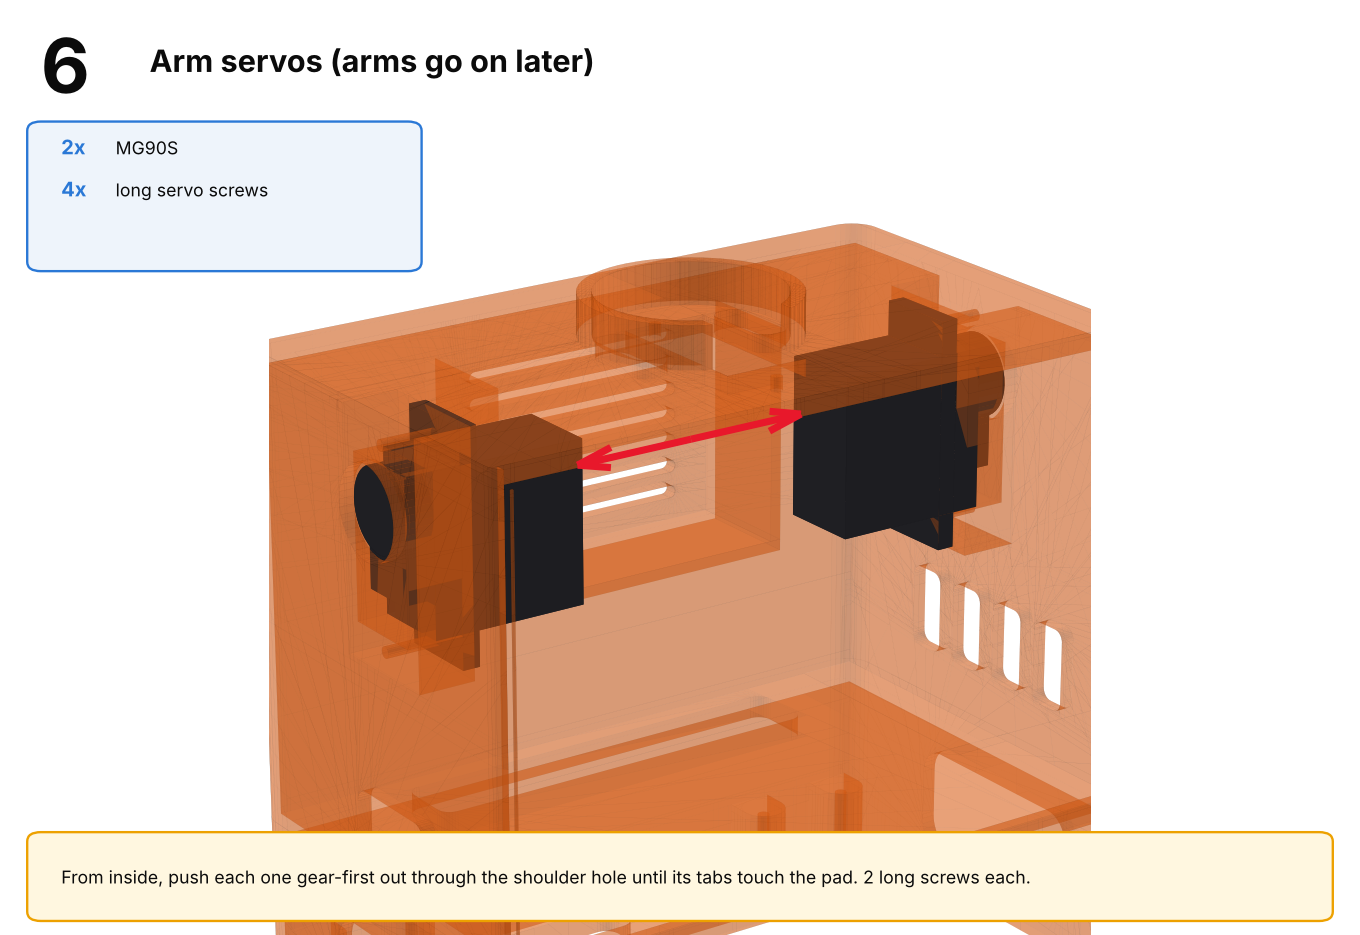 6
Arm servos (arms go on later)
2x MG90S
4x long servo screws
From inside, push each one gear-first out through the shoulder hole until its tabs touch the pad. 2 long screws each.